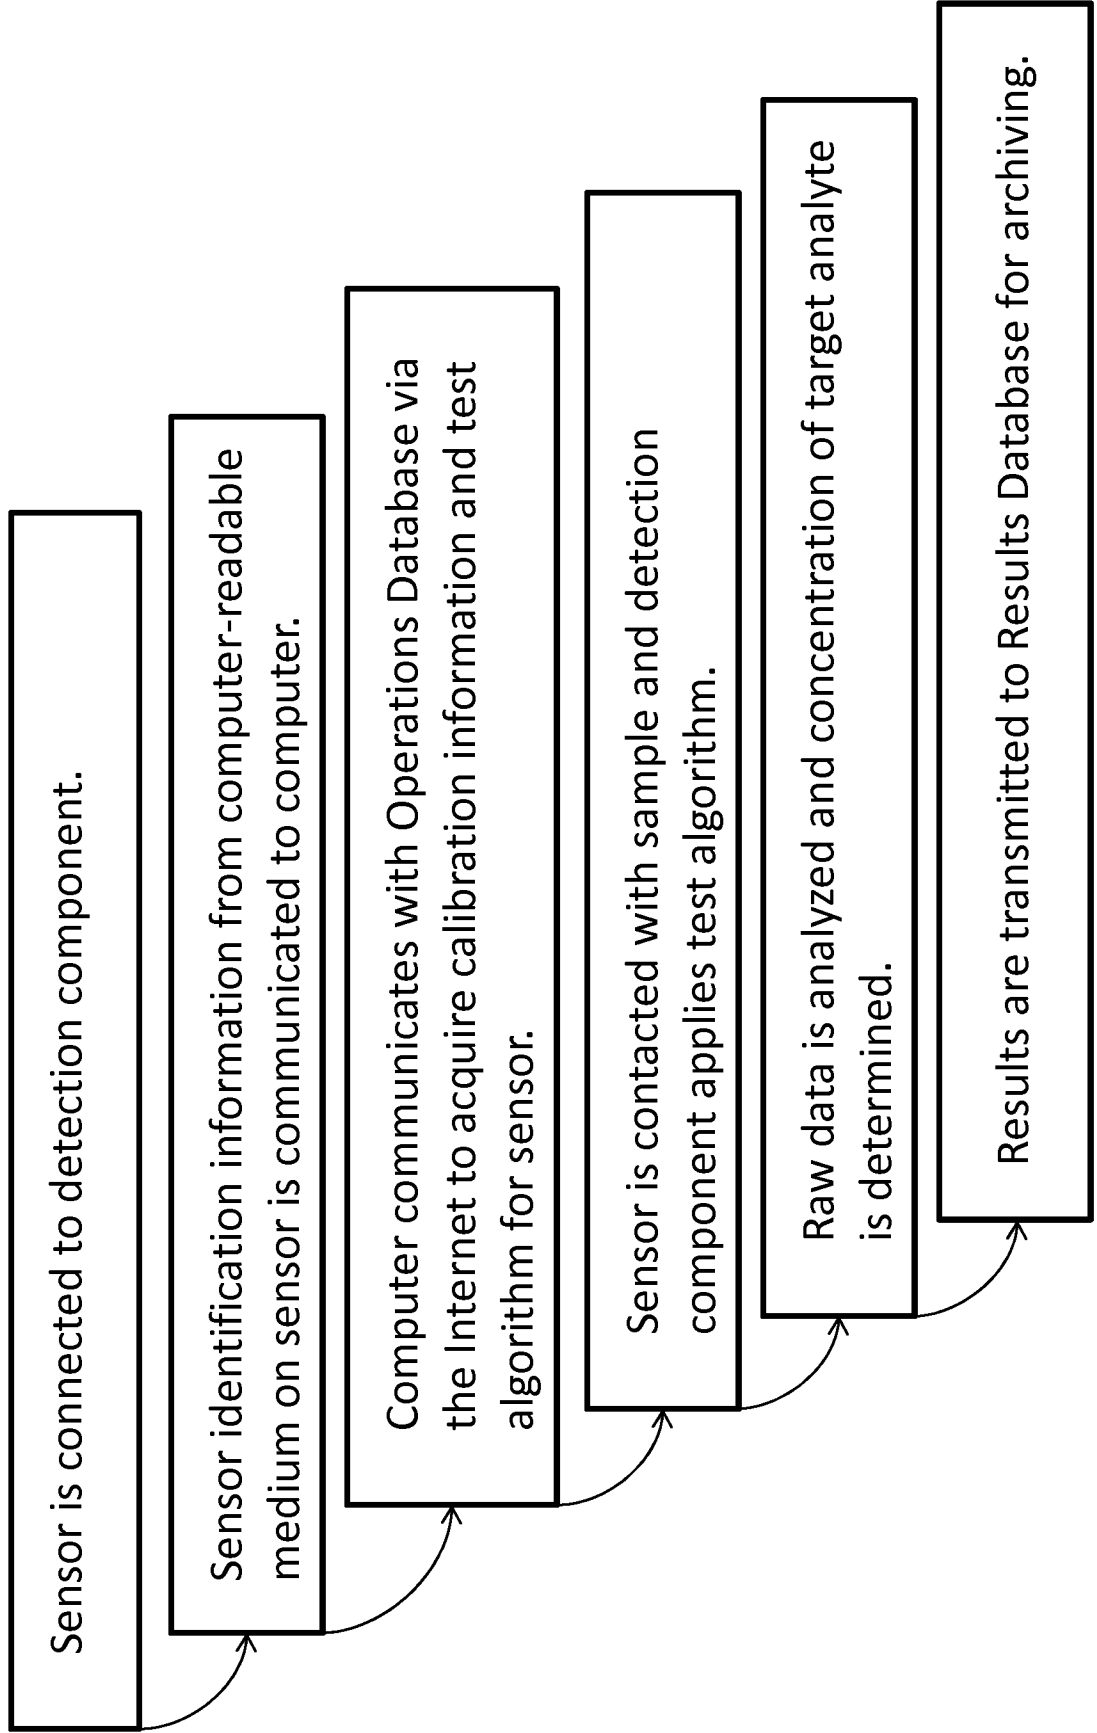 Sensor is connected to detection component.
Sensor identification information from computer-readable
medium on sensor is communicated to computer.
Computer communicates with Operations Database via
the Internet to acquire calibration information and test
algorithm for sensor.
Sensor is contacted with sample and detection
component applies test algorithm.
Raw data is analyzed and concentration of target analyte
is determined.
Results are transmitted to Results Database for archiving.